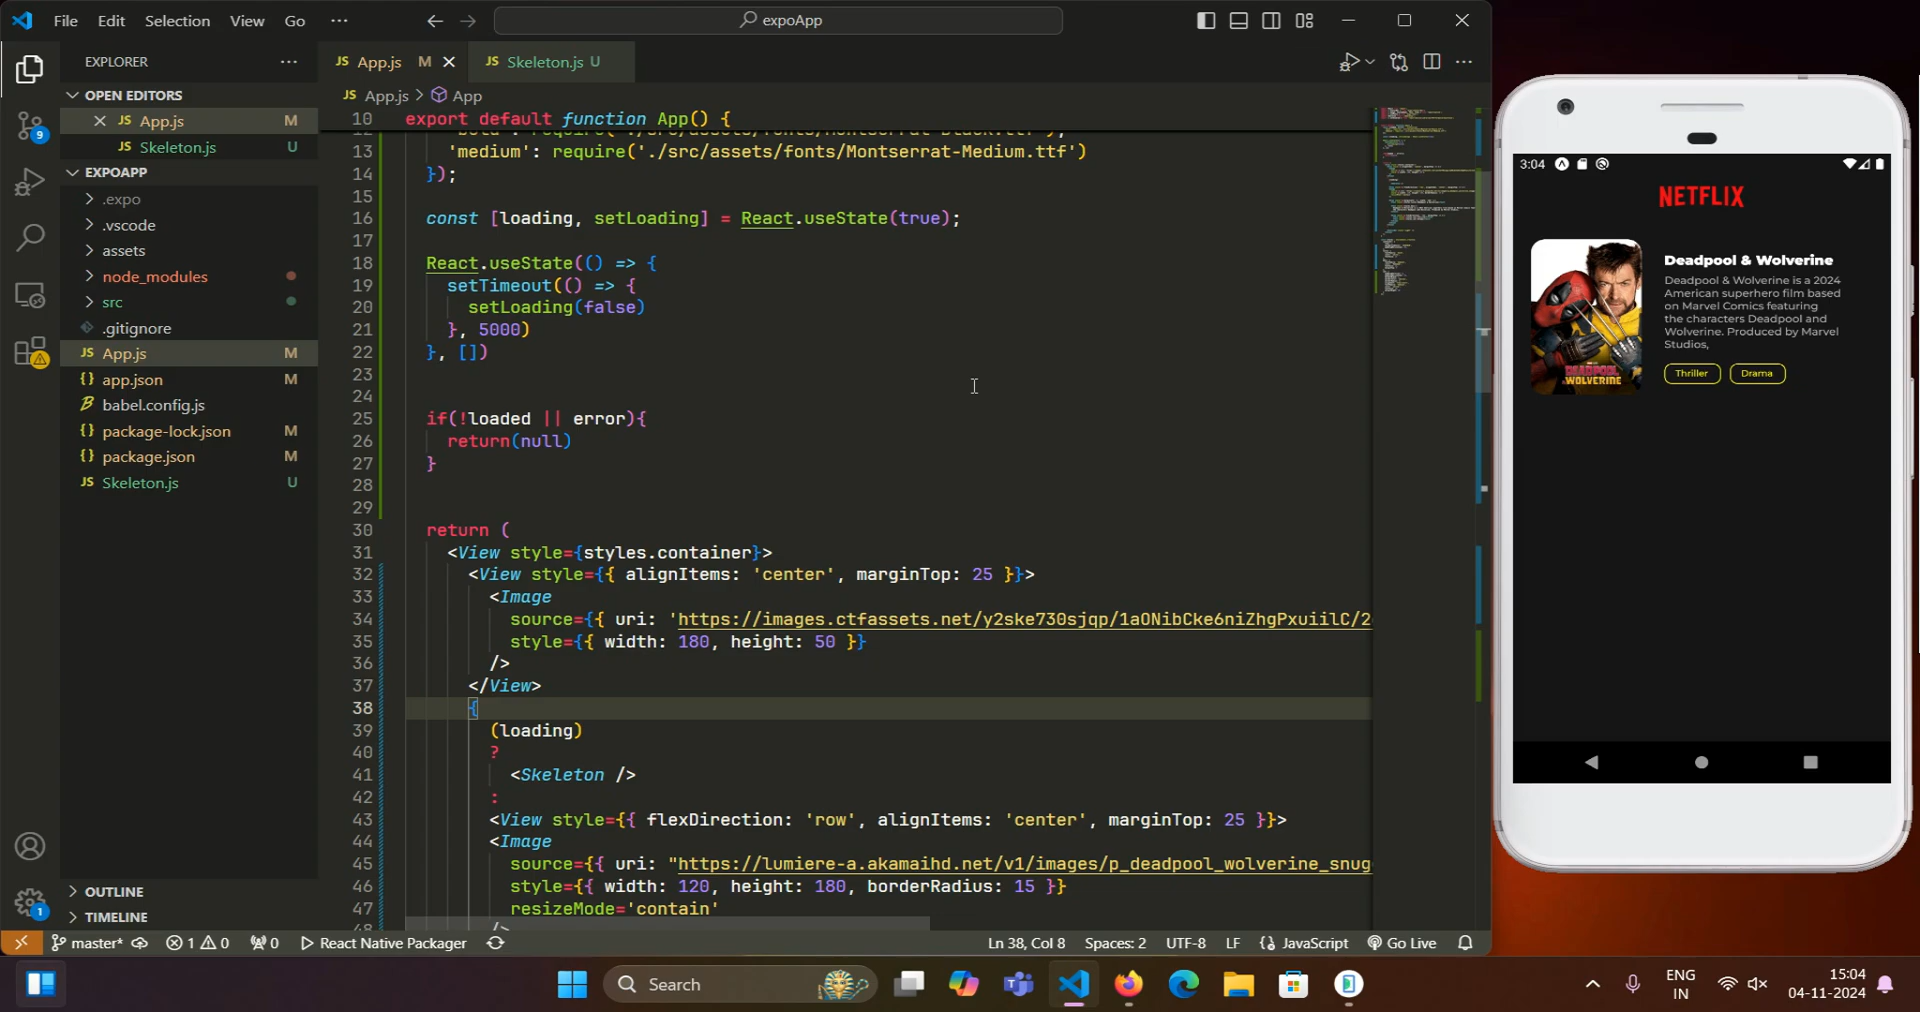 File Edit Selection View Go ··· expoApp
EXPLORER ···
JS App.js M
JS Skeleton.js U
JS App.js > App
OPEN EDITORS
JS App.js M
JS Skeleton.js U
EXPOAPP
.expo
.vscode
assets
node_modules
src
.gitignore
JS App.js M
{} app.json M
babel.config.js
{} package-lock.json M
{} package.json M
JS Skeleton.js U
OUTLINE
TIMELINE
9
1
10 export default function App() {
13 'medium': require('./src/assets/fonts/Montserrat-Medium.ttf')
14 });
15
16 const [loading, setLoading] = React.useState(true);
17
18 React.useState(() => {
19 setTimeout(() => {
20 setLoading(false)
21 }, 5000)
22 }, [])
23
24
25 if(!loaded || error){
26 return(null)
27 }
28
29
30 return (
31 <View style={styles.container}>
32 <View style={{ alignItems: 'center', marginTop: 25 }}>
33 <Image
34 source={{ uri: 'https://images.ctfassets.net/y2ske730sjqp/1aONibCke6niZhgPxuiilC/2
35 style={{ width: 180, height: 50 }}
36 />
37 </View>
38 {
39 (loading)
40 ?
41 <Skeleton />
42 :
43 <View style={{ flexDirection: 'row', alignItems: 'center', marginTop: 25 }}>
44 <Image
45 source={{ uri: "https://lumiere-a.akamaihd.net/v1/images/p_deadpool_wolverine_snug
46 style={{ width: 120, height: 180, borderRadius: 15 }}
47 resizeMode='contain'
48 />
3:04
NETFLIX
DEADPOOL
&WOLVERINE
Deadpool & Wolverine
Deadpool & Wolverine is a 2024
American superhero film based
on Marvel Comics featuring
the characters Deadpool and
Wolverine. Produced by Marvel
Studios,
Thriller Drama
master* 1 0 0 React Native Packager Ln 38, Col 8 Spaces: 2 UTF-8 LF {} JavaScript Go Live
Search
ENG
IN
15:04
04-11-2024